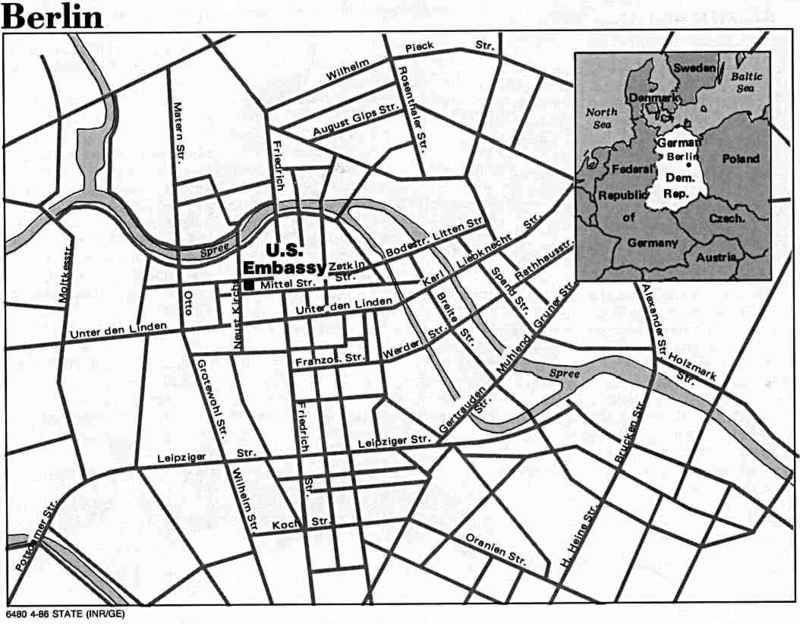 Berlin
Wilhelm Pieck Str.
Rosenthaler Str.
August Gips Str.
Matern Str.
Friedrich
Spree
U.S.
Embassy
Zetkin
Str.
Bodestr.
Litten Str
Karl Liebknecht Str.
Rathhausstr.
Spand Str.
Gruner Str
Moltkesstr.
Otto
Grotewohl Str.
Neust Kirch
Mittel Str.
Unter den Linden
Unter den Linden
Breite Str.
Franzos. Str.
Werder Str.
Muhlend
Gertrauden
Str.
Spree
Alexander Str.
Holzmark
Str.
Brucken Str
Friedrich
Str.
Leipziger Str.
Leipziger Str.
Wilhelm Str.
Koch Str.
Oranien Str.
H. Heine Str.
Potsdamer Str.
North
Sea
Baltic
Sea
Sweden
Denmark
German
Berlin
Dem.
Rep.
Poland
Federal
Republic
of
Germany
Czech.
Austria
6480 4-86 STATE (INR/GE)